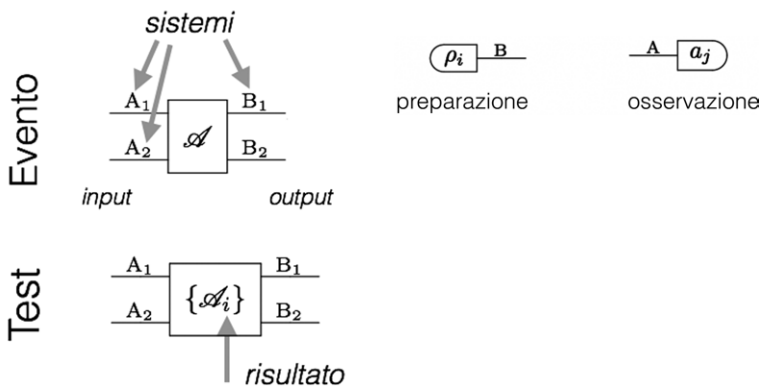 sistemi
Evento
A₁ B₁
𝒜
A₂ B₂
input output
ρᵢ B
preparazione
A aⱼ
osservazione
Test
A₁ B₁
{𝒜ᵢ}
A₂ B₂
risultato